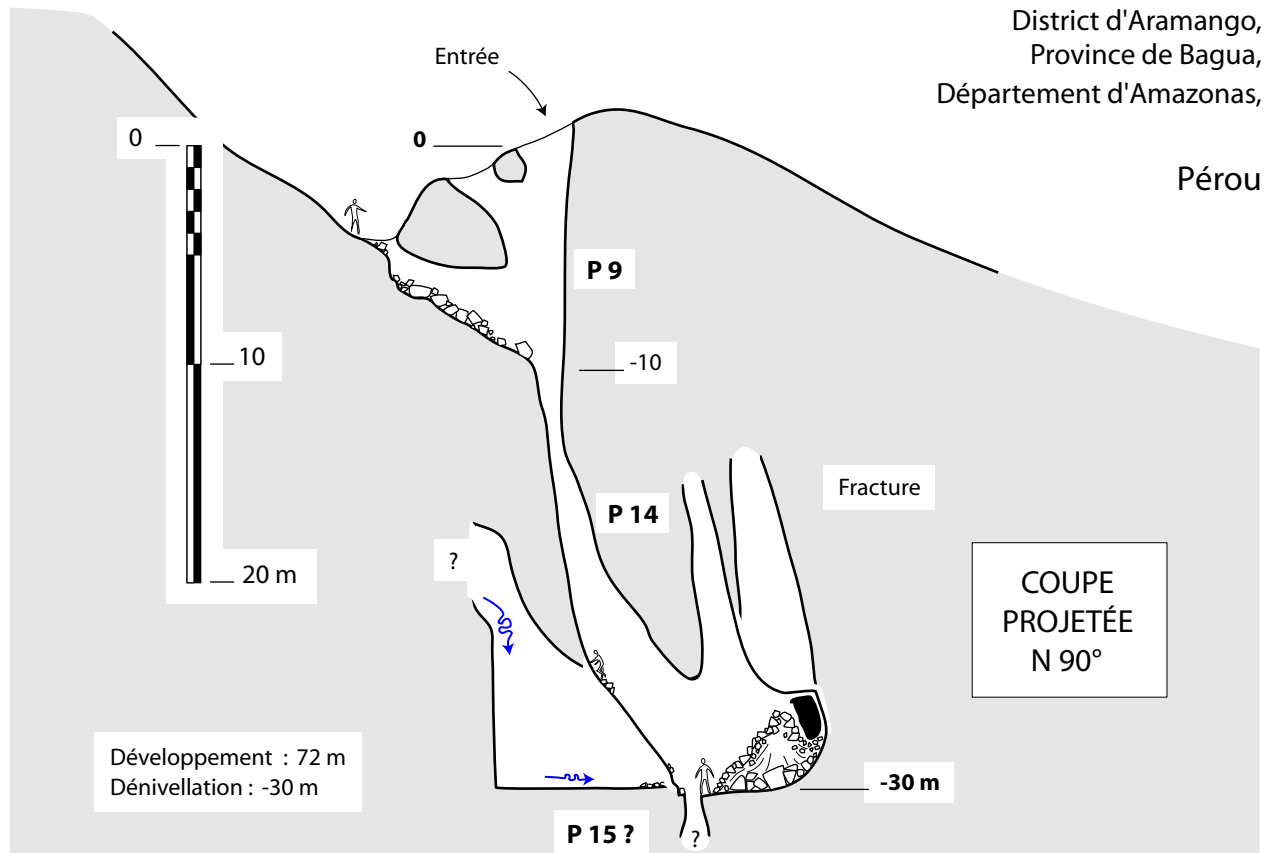 District d'Aramango,
Province de Bagua,
Département d'Amazonas,
Pérou
Entrée
0
0
P 9
10
-10
Fracture
P 14
?
20 m
COUPE
PROJETÉE
N 90°
Développement : 72 m
Dénivellation : -30 m
-30 m
P 15 ?
?